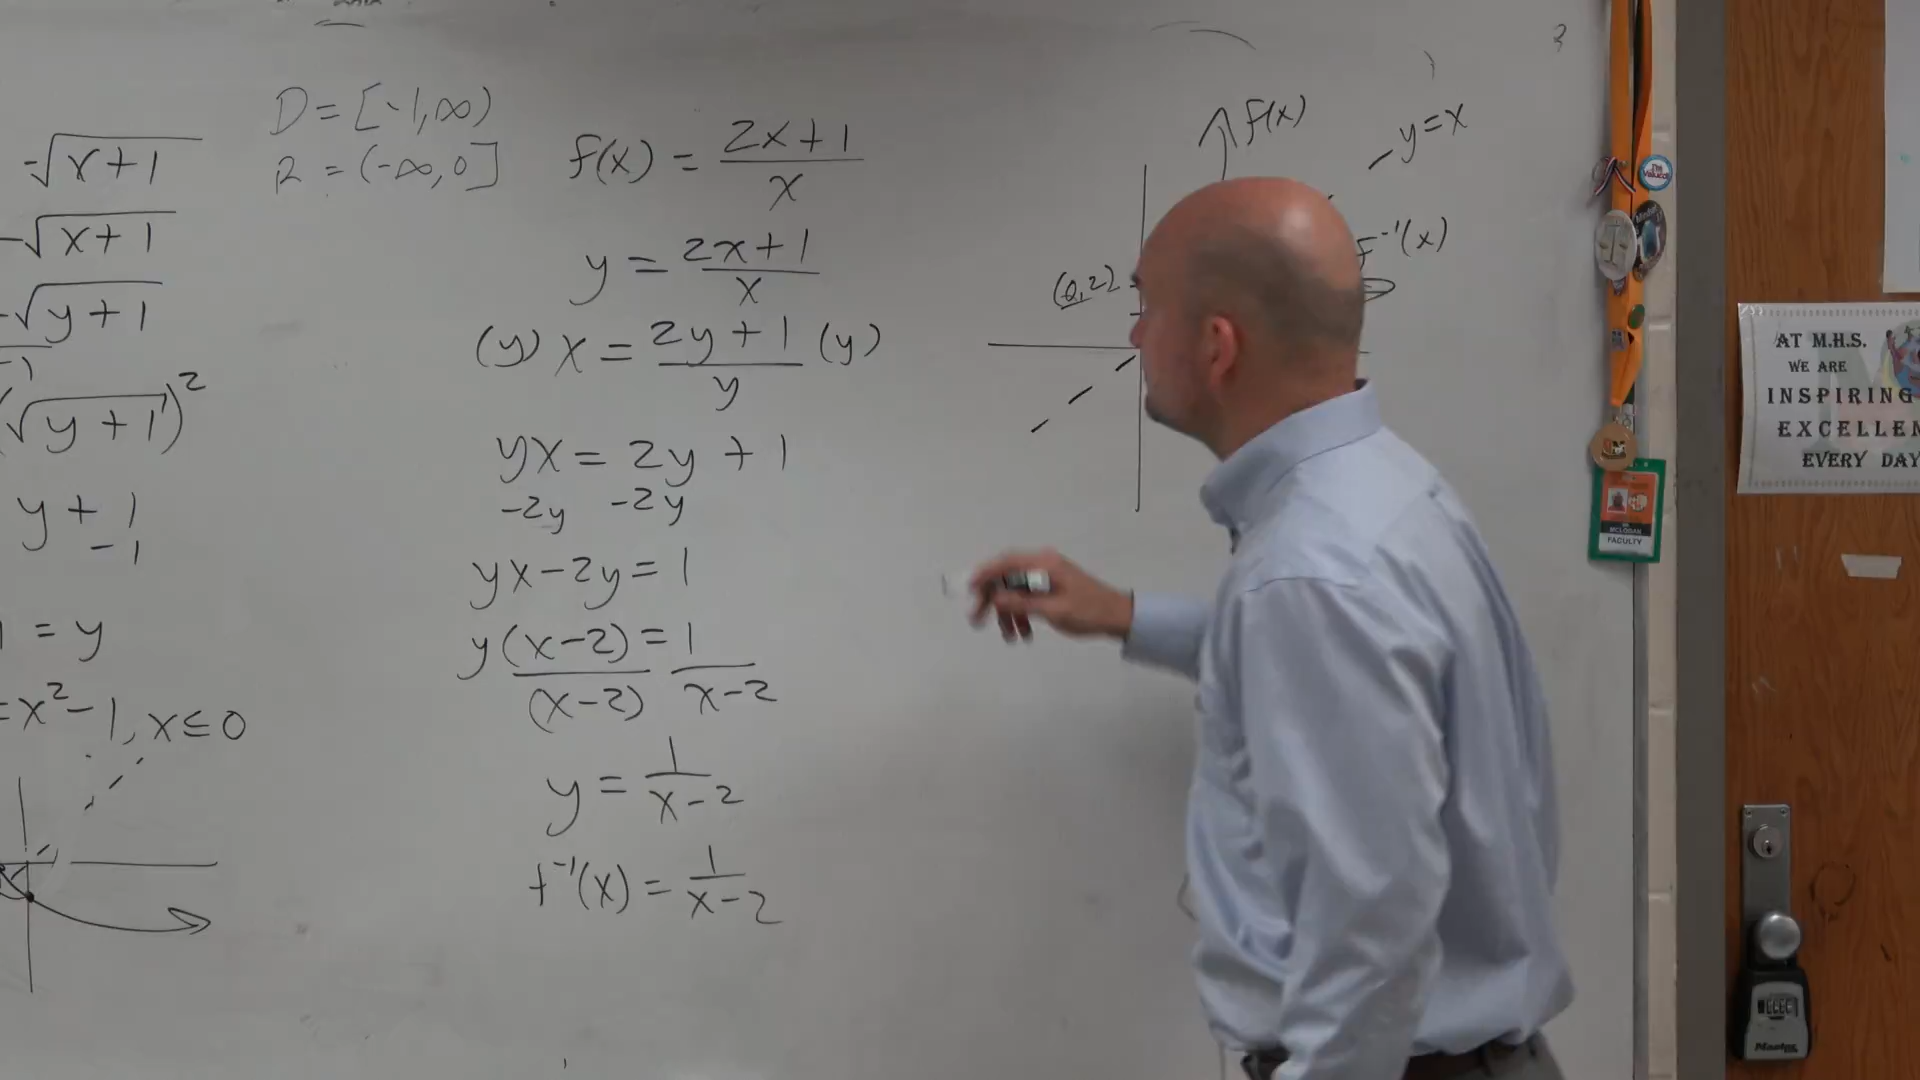 -√x+1
-√x+1
-√y+1
(√y+1)²
y+1
-1
=y
=x²-1, x≤0
D=[-1,∞)
R=(-∞,0]
f(x)=(2x+1)/x
y=(2x+1)/x
(y)x=(2y+1)/y(y)
yx=2y+1
-2y -2y
yx-2y=1
y(x-2)=1
(x-2) x-2
y=1/(x-2)
f⁻¹(x)=1/(x-2)
f(x)
y=x
F⁻¹(x)
(0,2)
MCLOGAN
FACULTY
AT M.H.S.
WE ARE
INSPIRING
EXCELLEN
EVERY DAY
Master